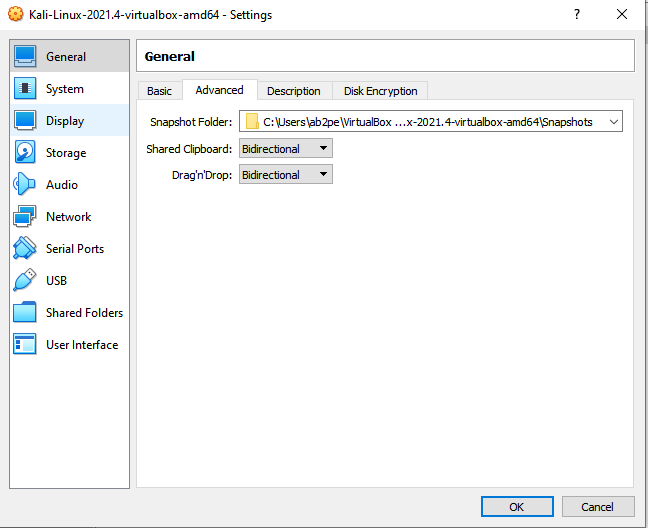 Kali-Linux-2021.4-virtualbox-amd64 - Settings
?
General
System
Display
Storage
Audio
Network
Serial Ports
USB
Shared Folders
User Interface
General
Basic Advanced Description Disk Encryption
Snapshot Folder: C:\Users\ab2pe\VirtualBox ...x-2021.4-virtualbox-amd64\Snapshots
Shared Clipboard: Bidirectional
Drag'n'Drop: Bidirectional
OK Cancel